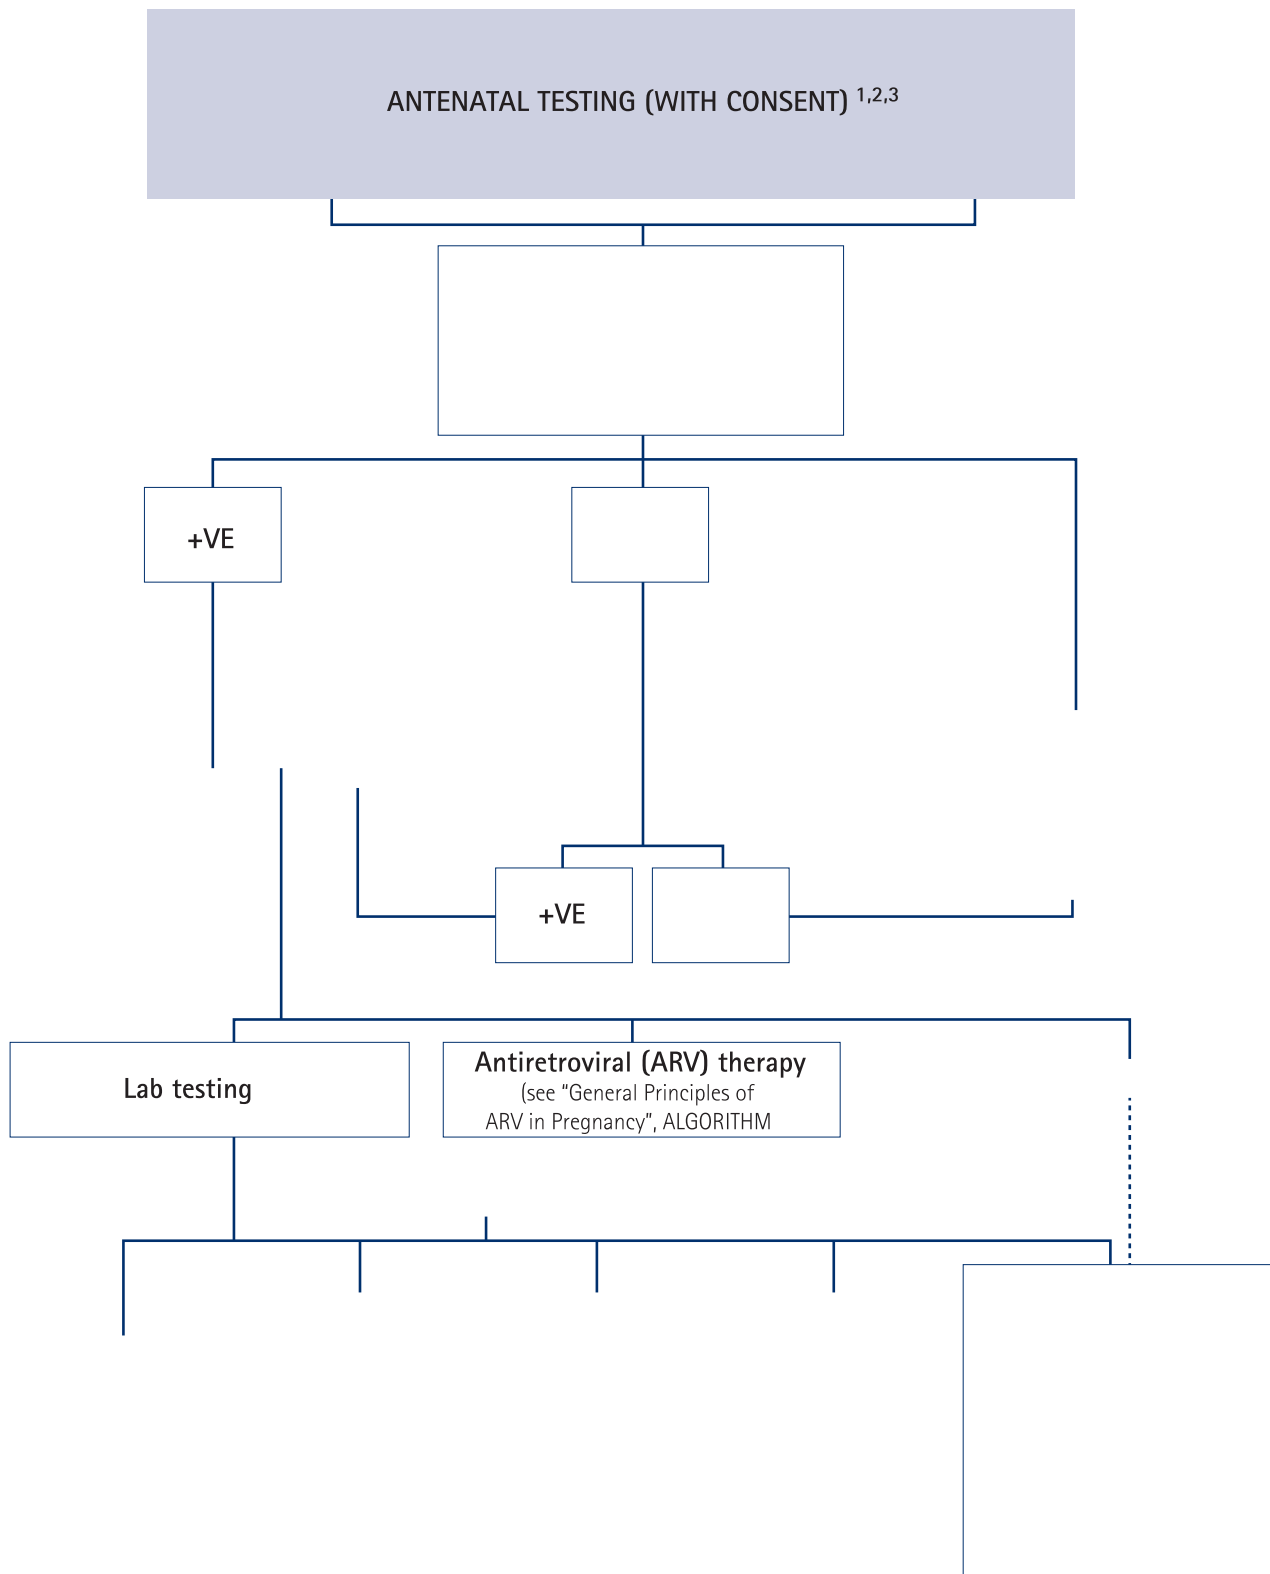 ANTENATAL TESTING (WITH CONSENT) 1,2,3
+VE
+VE
Lab testing
Antiretroviral (ARV) therapy
(see “General Principles of
ARV in Pregnancy”, ALGORITHM